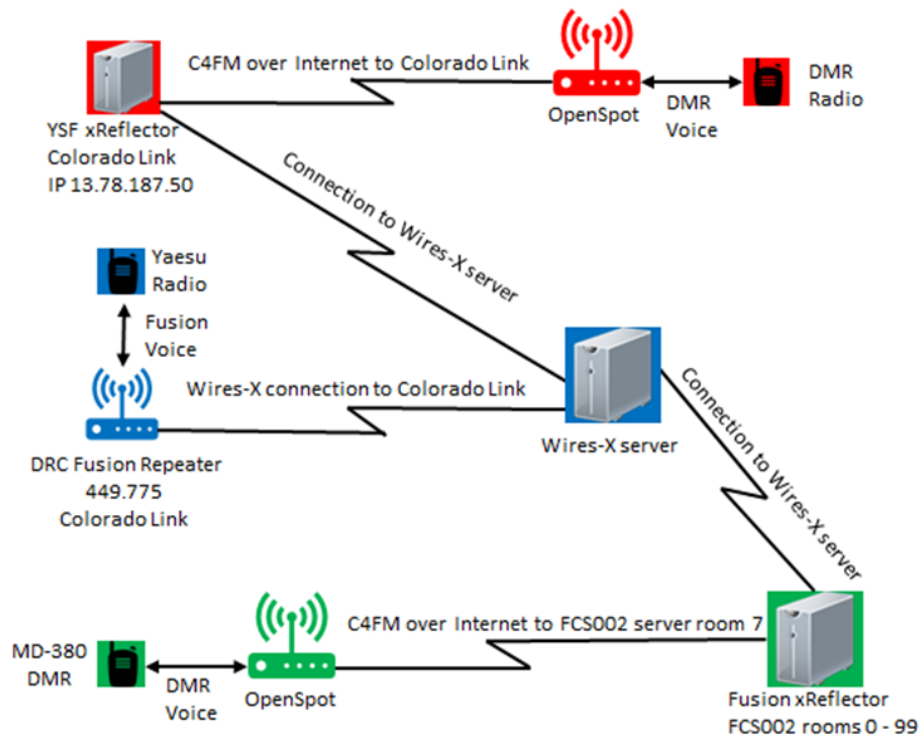 C4FM over Internet to Colorado Link
OpenSpot
DMR
Voice
DMR
Radio
YSF xReflector
Colorado Link
IP 13.78.187.50
Connection to Wires-X server
Yaesu
Radio
Fusion
Voice
Wires-X connection to Colorado Link
Wires-X server
DRC Fusion Repeater
449.775
Colorado Link
Connection to Wires-X server
C4FM over Internet to FCS002 server room 7
MD-380
DMR
DMR
Voice
OpenSpot
Fusion xReflector
FCS002 rooms 0 - 99